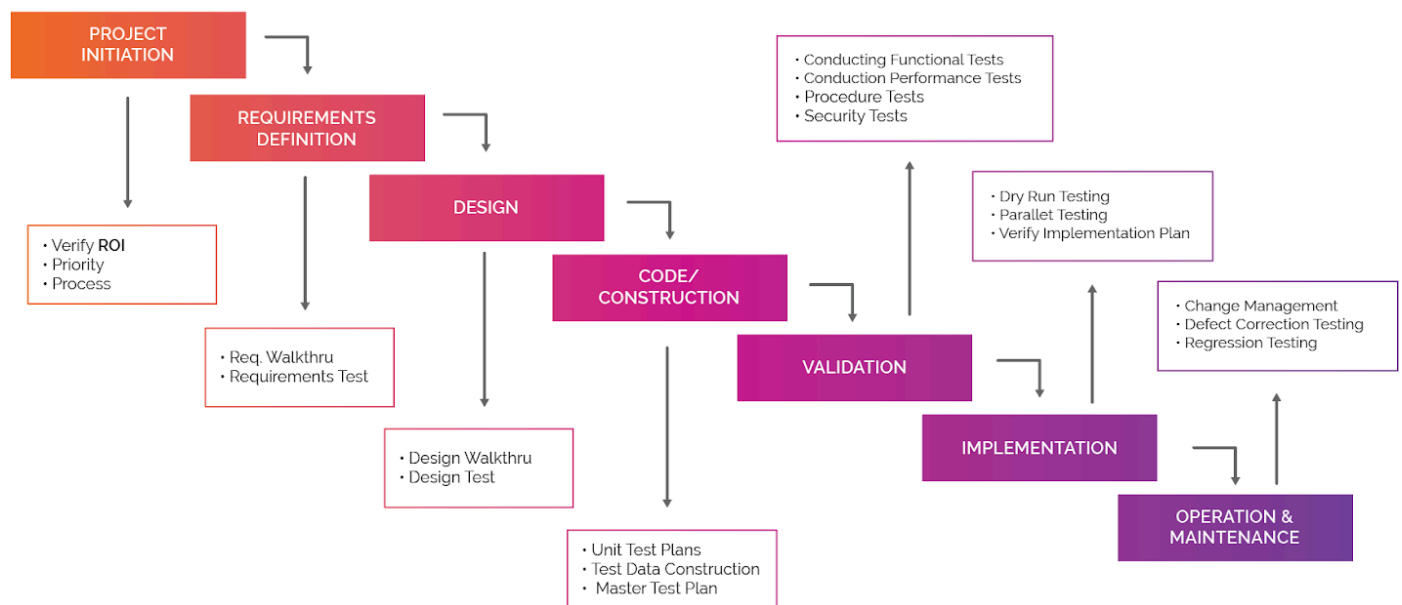 PROJECT
INITIATION
• Verify ROI
• Priority
• Process
REQUIREMENTS
DEFINITION
• Req. Walkthru
• Requirements Test
DESIGN
• Design Walkthru
• Design Test
CODE/
CONSTRUCTION
• Unit Test Plans
• Test Data Construction
• Master Test Plan
VALIDATION
• Conducting Functional Tests
• Conduction Performance Tests
• Procedure Tests
• Security Tests
IMPLEMENTATION
• Dry Run Testing
• Parallet Testing
• Verify Implementation Plan
OPERATION &
MAINTENANCE
• Change Management
• Defect Correction Testing
• Regression Testing